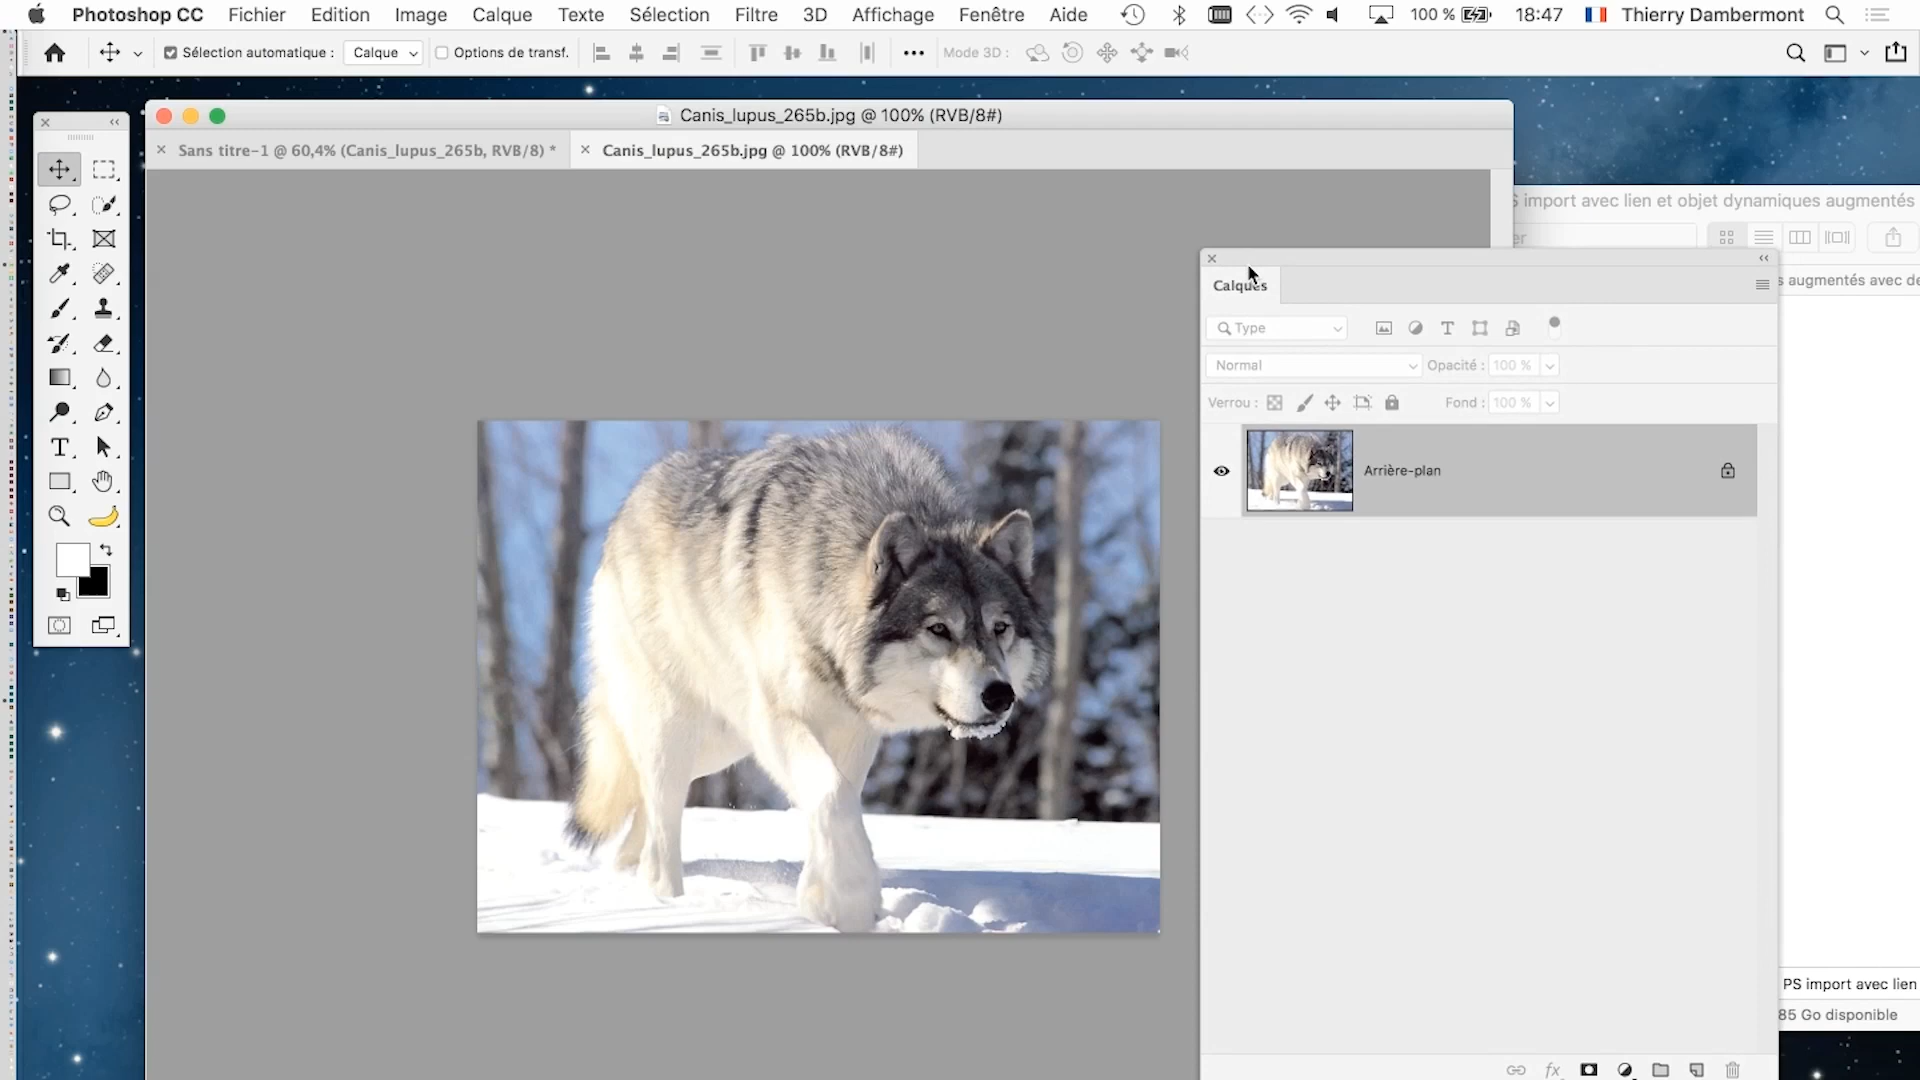 Photoshop CC Fichier Edition Image Calque Texte Sélection Filtre 3D Affichage Fenêtre Aide 100 % 18:47 Thierry Dambermont
Sélection automatique : Calque Options de transf. Mode 3D :
Canis_lupus_265b.jpg @ 100% (RVB/8#)
Sans titre-1 @ 60,4% (Canis_lupus_265b, RVB/8) * Canis_lupus_265b.jpg @ 100% (RVB/8#)
import avec lien et objet dynamiques augmentés
er
Calques
s augmentés avec de
Type
Normal Opacité : 100 %
Verrou : Fond : 100 %
Arrière-plan
PS import avec lien
85 Go disponible
fx